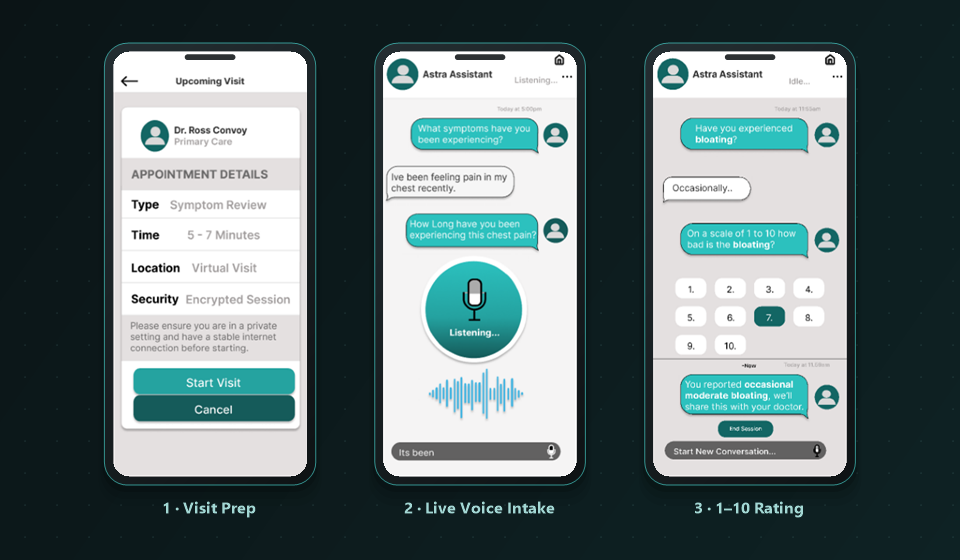 Upcoming Visit
Dr. Ross Convoy
Primary Care
APPOINTMENT DETAILS
Type Symptom Review
Time 5 - 7 Minutes
Location Virtual Visit
Security Encrypted Session
Please ensure you are in a private
setting and have a stable internet
connection before starting.
Start Visit
Cancel
1 · Visit Prep
Astra Assistant
Listening...
Today at 5:00pm
What symptoms have you
been experiencing?
Ive been feeling pain in my
chest recently.
How Long have you been
experiencing this chest pain?
Listening...
Its been
2 · Live Voice Intake
Astra Assistant
Idle...
Today at
Have you experienced
bloating?
Occasionally..
On a scale of 1 to 10 how
bad is the bloating?
1. 2. 3. 4.
5. 6. 7. 8.
9. 10.
-New
Today at
You reported occasional
moderate bloating, we'll
share this with your doctor.
End Session
Start New Conversation...
3 · 1–10 Rating